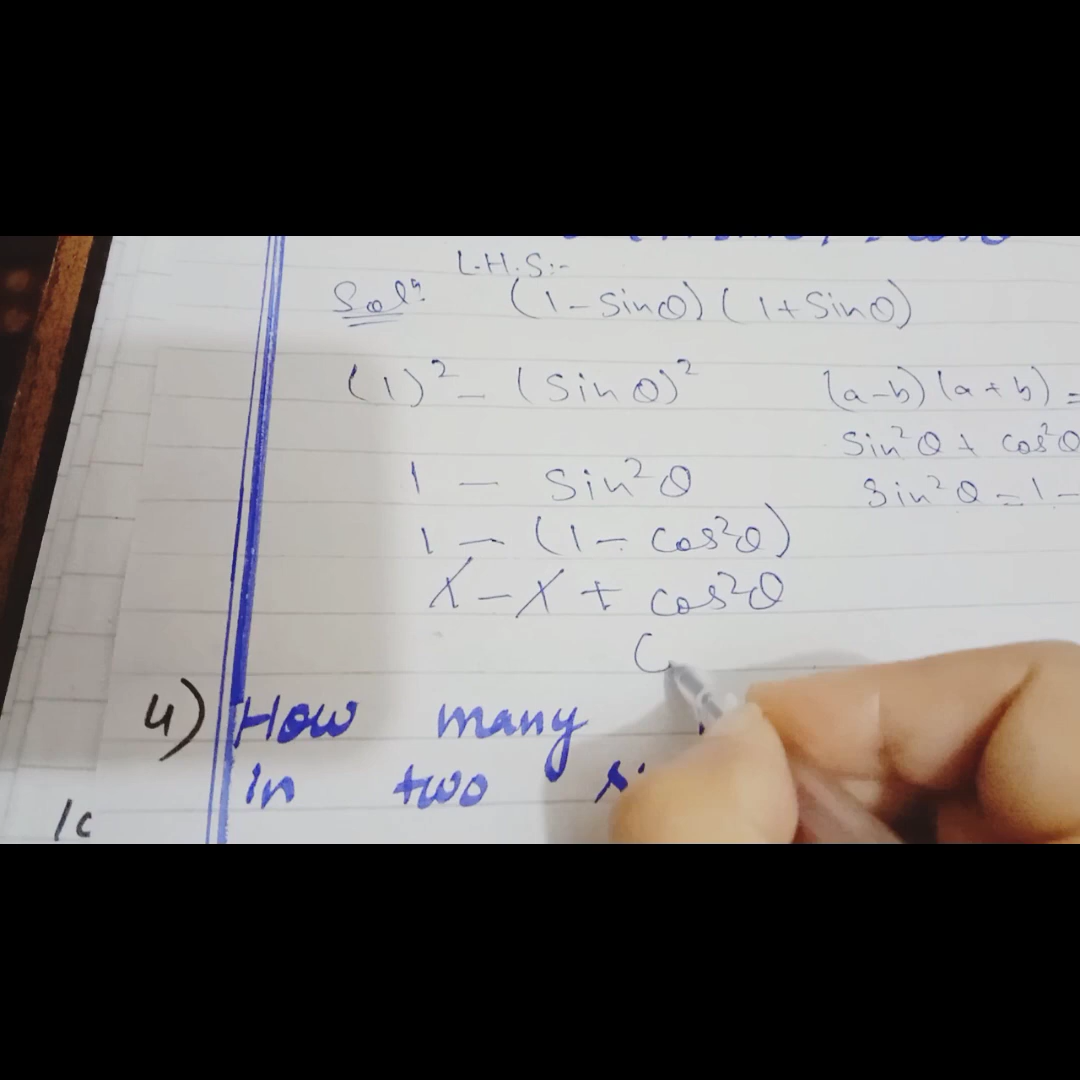 L.H.S:-
Solⁿ (1-Sinθ)(1+Sinθ)
(1)² - (Sinθ)² (a-b)(a+b) =
Sin²θ + cos²θ
1 - Sin²θ
Sin²θ = 1 -
1 - (1 - cos²θ)
1 - 1 + cos²θ
C
4) How many
in two